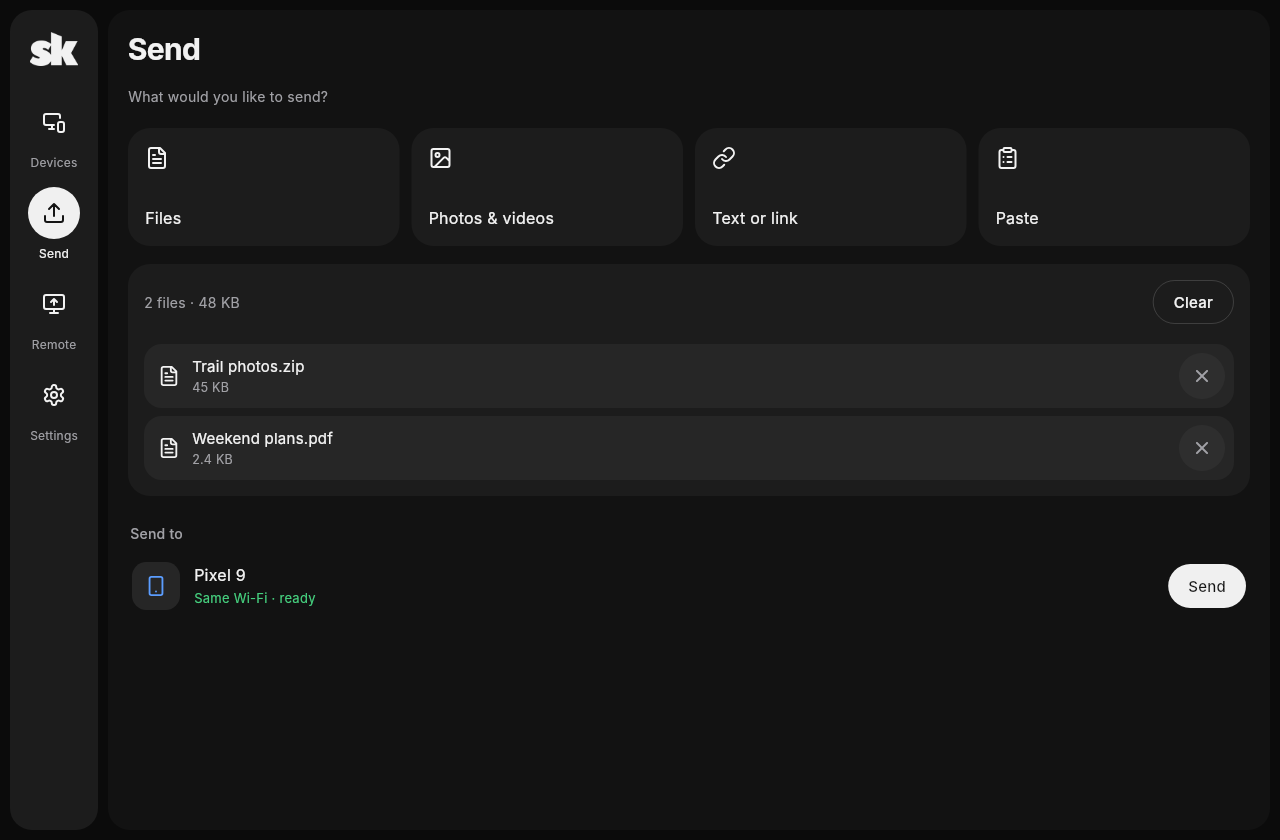 sk
Send
What would you like to send?
Files
Photos & videos
Text or link
Paste
2 files · 48 KB
Clear
Trail photos.zip
45 KB
Weekend plans.pdf
2.4 KB
Send to
Pixel 9
Same Wi-Fi · ready
Send
Devices
Send
Remote
Settings